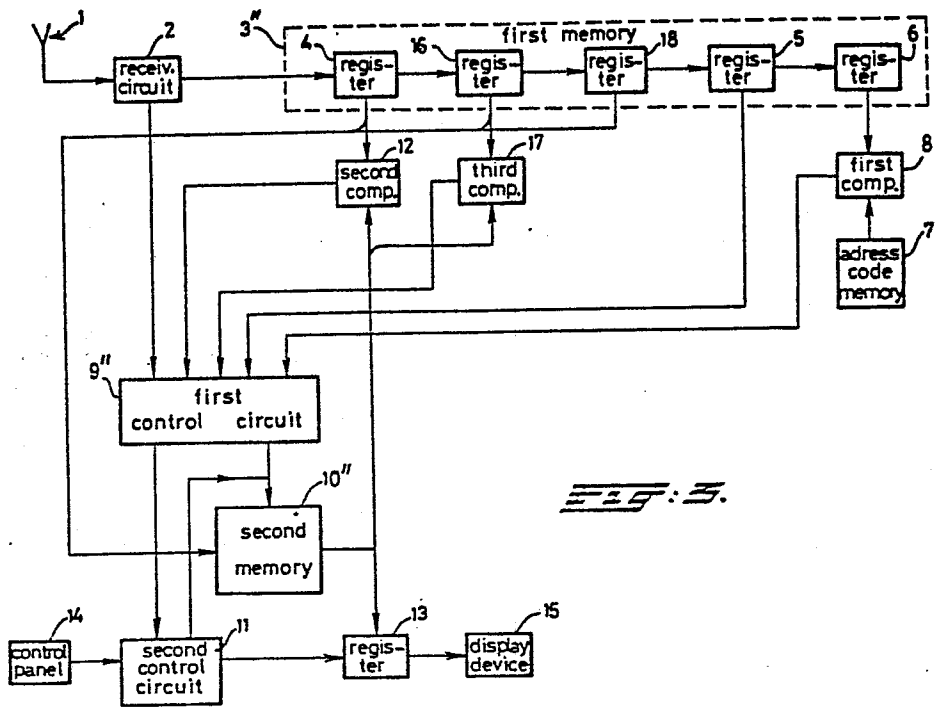 1
2
3"
first memory
4
16
18
5
6
receiv.
circuit
regis-
ter
regis-
ter
regis-
ter
regis-
ter
regis-
ter
12
17
8
second
comp.
third
comp.
first
comp.
7
adress
code
memory
9"
first
control circuit
10"
second
memory
FIG: 3.
14
11
13
15
control
panel
second
control
circuit
regis-
ter
display
device